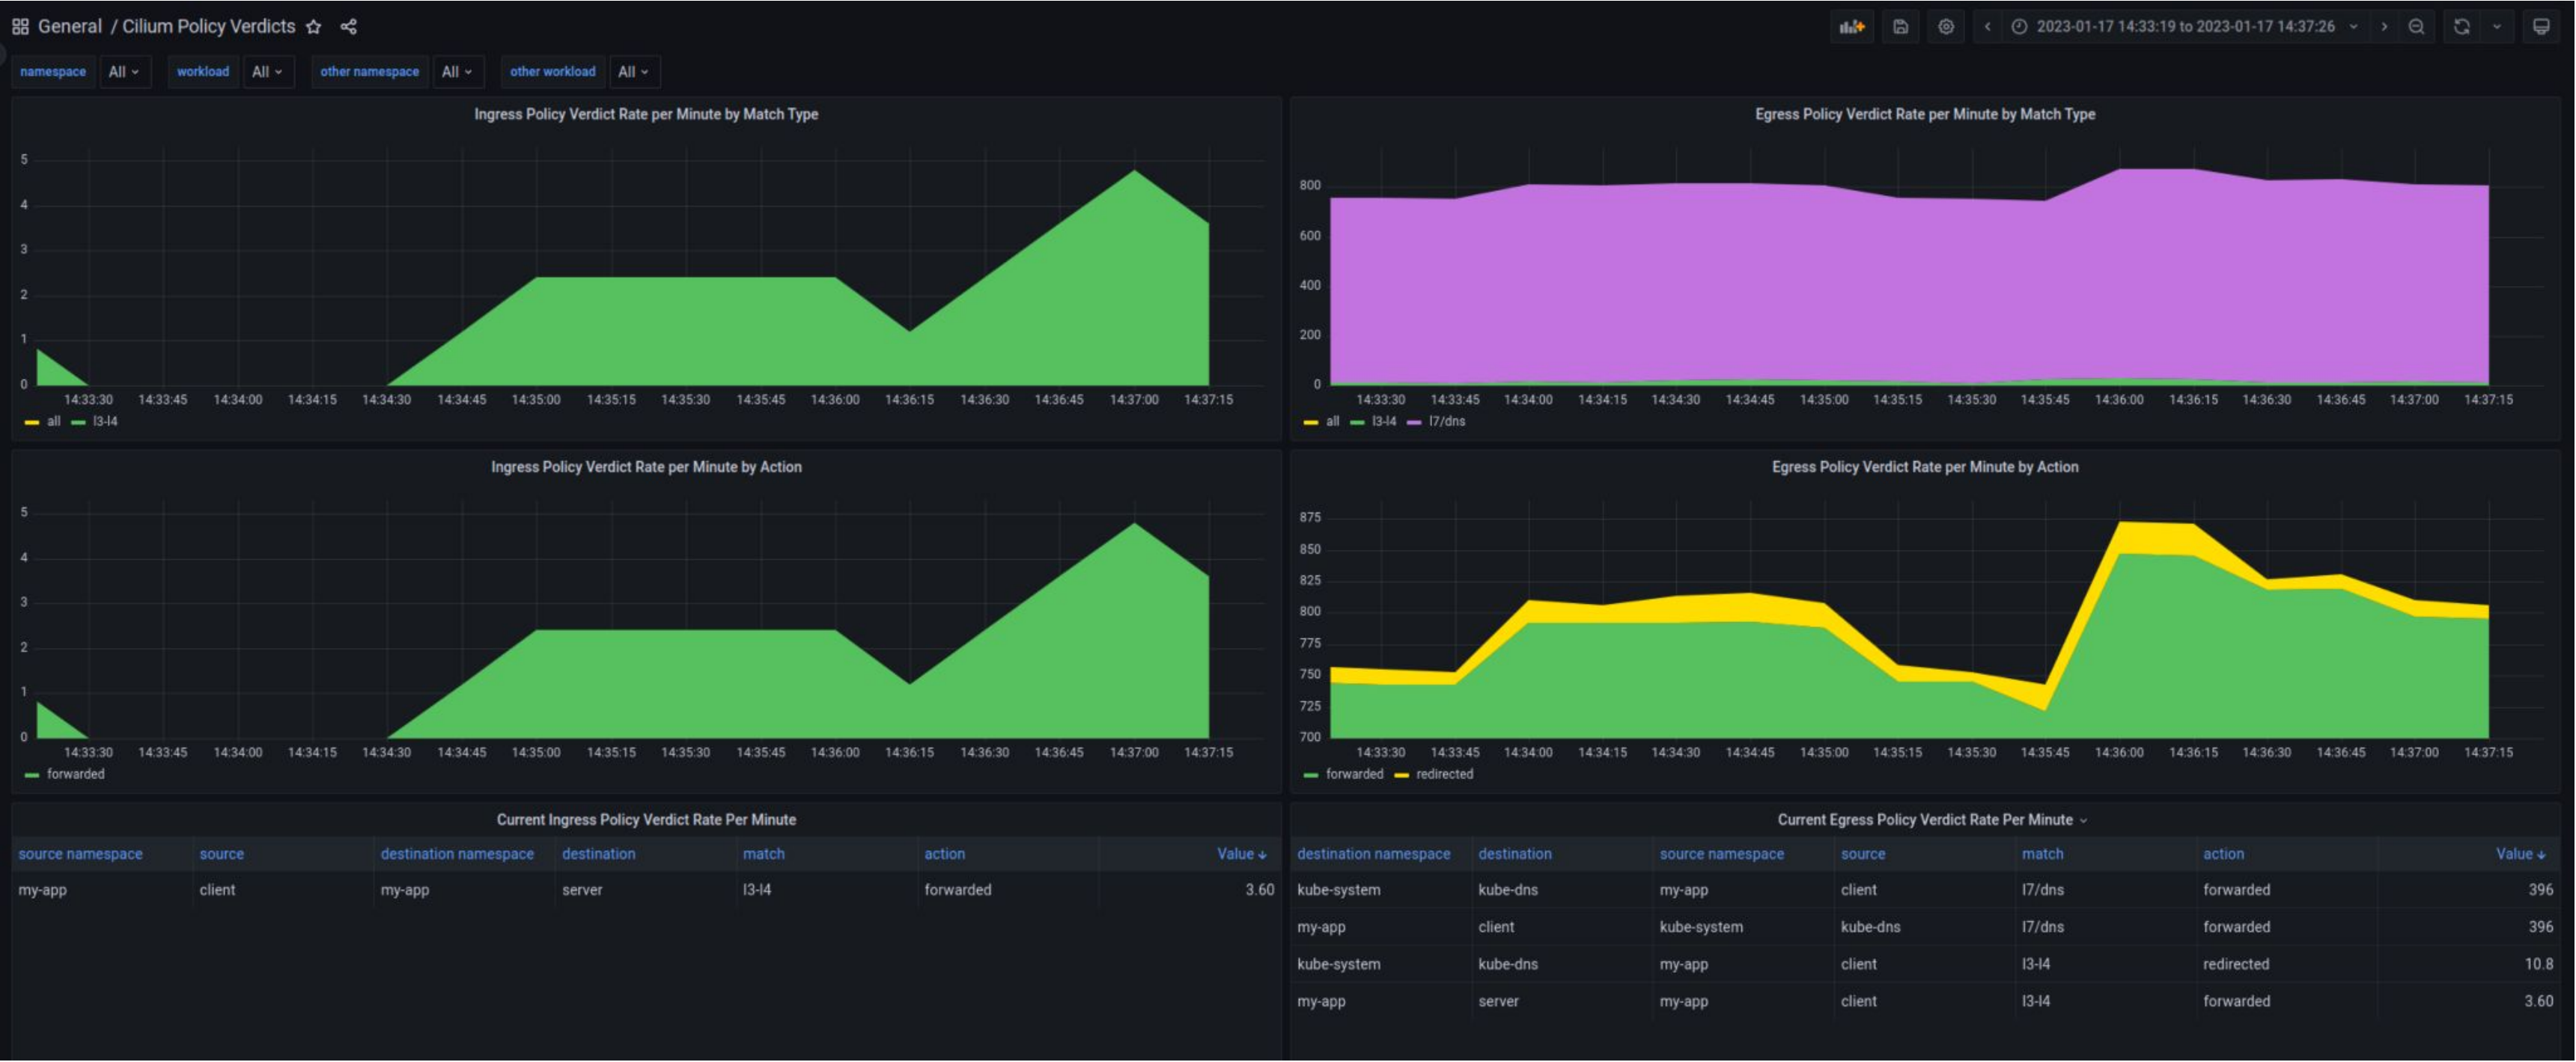 General / Cilium Policy Verdicts
2023-01-17 14:33:19 to 2023-01-17 14:37:26
namespace All workload All other namespace All other workload All
Ingress Policy Verdict Rate per Minute by Match Type
5
4
3
2
1
0
14:33:30 14:33:45 14:34:00 14:34:15 14:34:30 14:34:45 14:35:00 14:35:15 14:35:30 14:35:45 14:36:00 14:36:15 14:36:30 14:36:45 14:37:00 14:37:15
all l3-l4
Egress Policy Verdict Rate per Minute by Match Type
800
600
400
200
0
14:33:30 14:33:45 14:34:00 14:34:15 14:34:30 14:34:45 14:35:00 14:35:15 14:35:30 14:35:45 14:36:00 14:36:15 14:36:30 14:36:45 14:37:00 14:37:15
all l3-l4 l7/dns
Ingress Policy Verdict Rate per Minute by Action
5
4
3
2
1
0
14:33:30 14:33:45 14:34:00 14:34:15 14:34:30 14:34:45 14:35:00 14:35:15 14:35:30 14:35:45 14:36:00 14:36:15 14:36:30 14:36:45 14:37:00 14:37:15
forwarded
Egress Policy Verdict Rate per Minute by Action
875
850
825
800
775
750
725
700
14:33:30 14:33:45 14:34:00 14:34:15 14:34:30 14:34:45 14:35:00 14:35:15 14:35:30 14:35:45 14:36:00 14:36:15 14:36:30 14:36:45 14:37:00 14:37:15
forwarded redirected
Current Ingress Policy Verdict Rate Per Minute
source namespace source destination namespace destination match action Value
my-app client my-app server l3-l4 forwarded 3.60
Current Egress Policy Verdict Rate Per Minute
destination namespace destination source namespace source match action Value
kube-system kube-dns my-app client l7/dns forwarded 396
my-app client kube-system kube-dns l7/dns forwarded 396
kube-system kube-dns my-app client l3-l4 redirected 10.8
my-app server my-app client l3-l4 forwarded 3.60